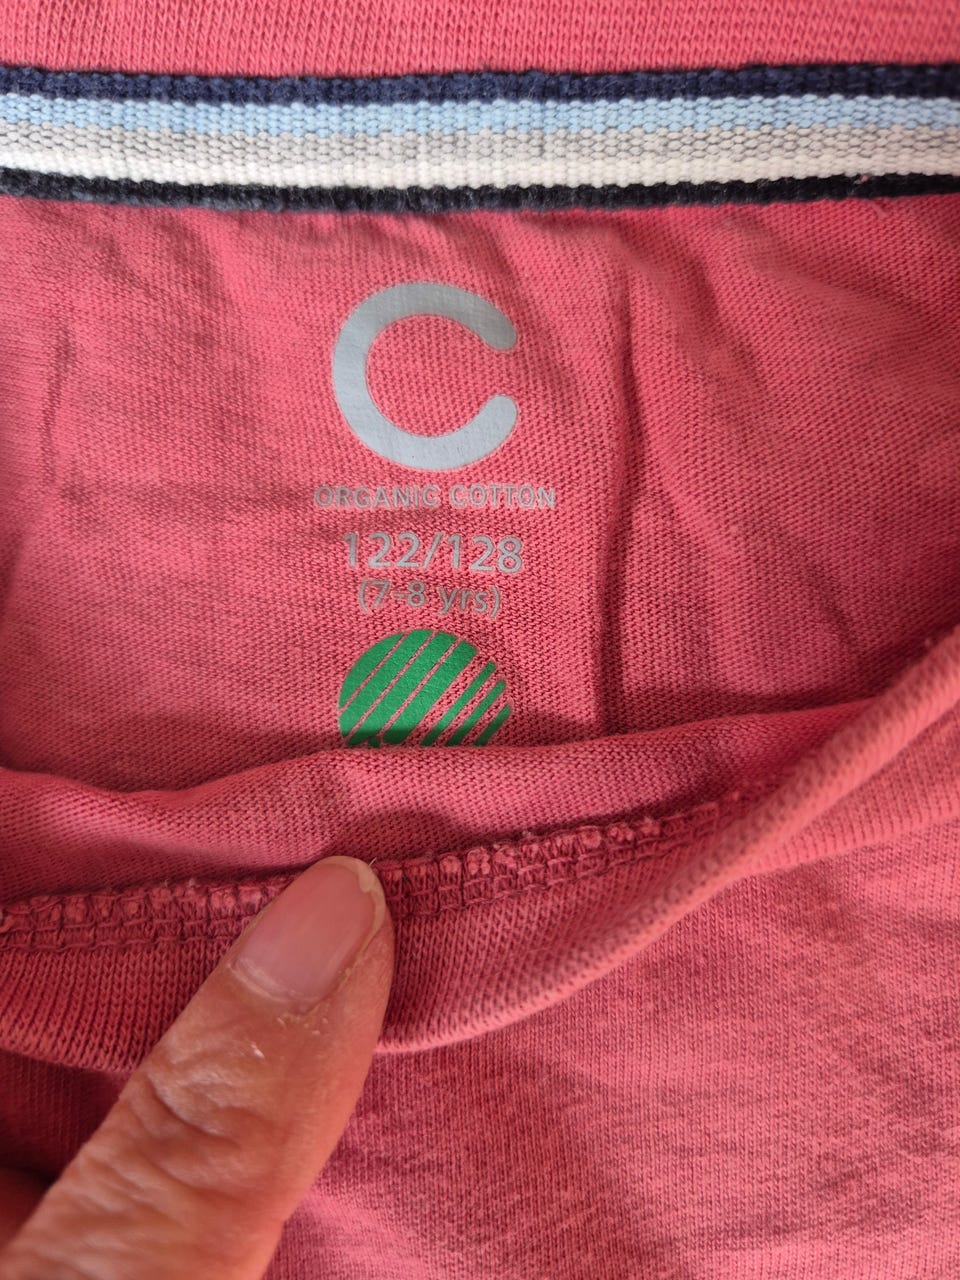 C
ORGANIC COTTON
122/128
(7-8 yrs)